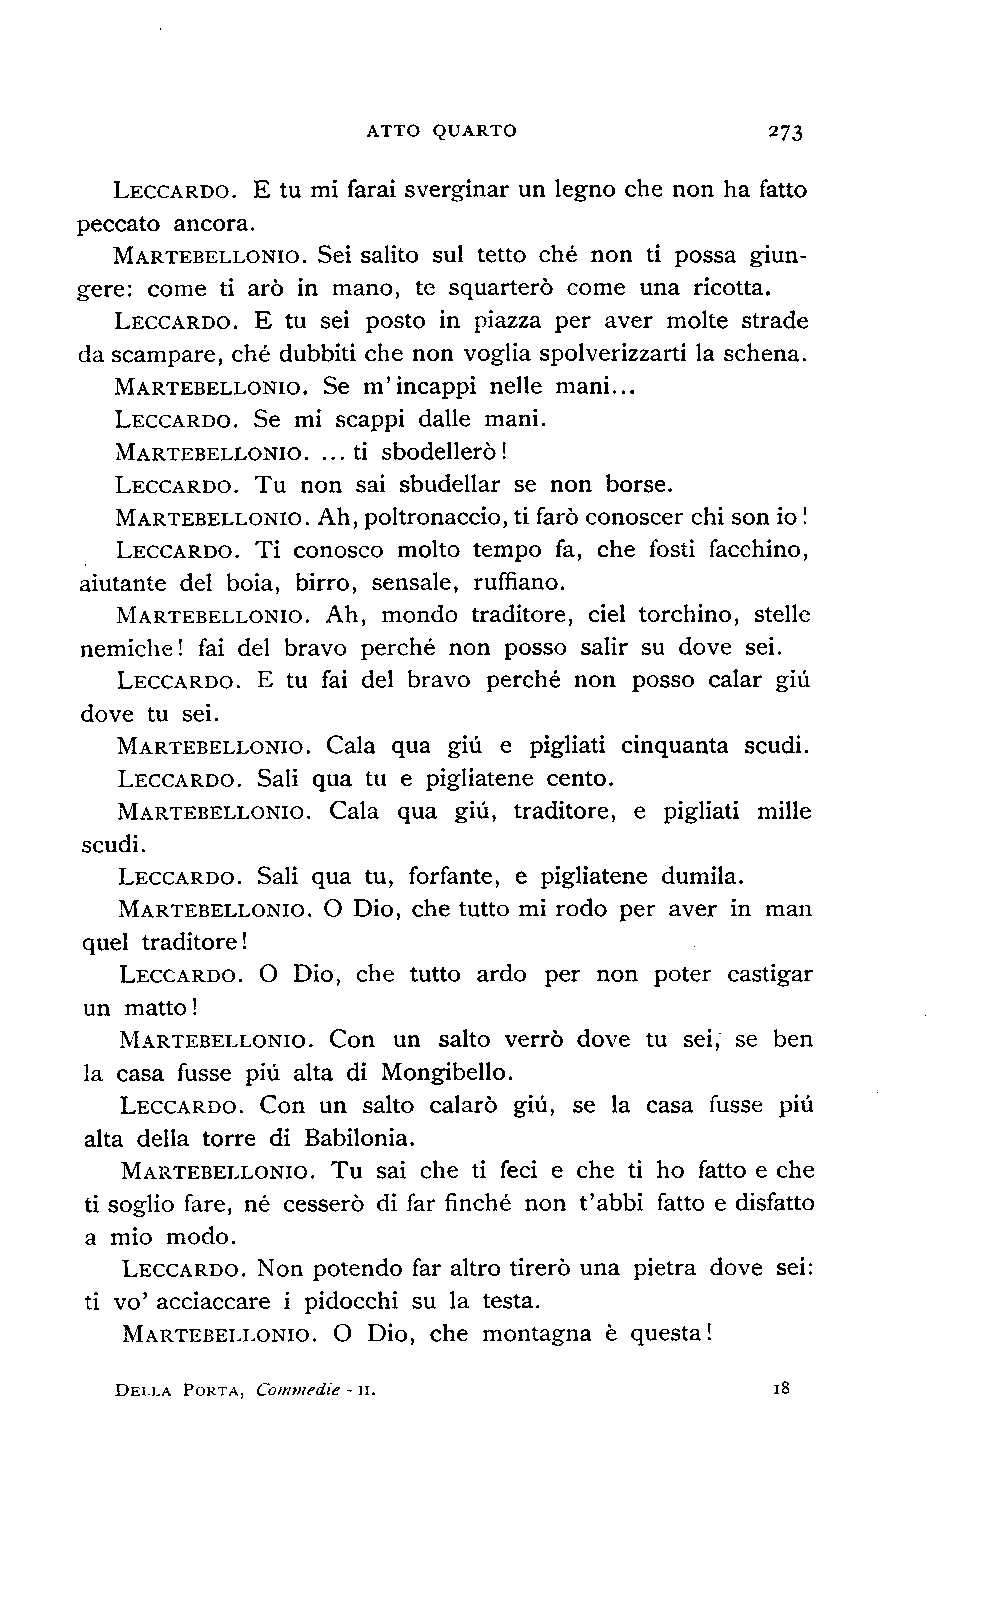 ATTO QUARTO 273
LECCARDO. E tu mi farai sverginar un legno che non ha fatto
peccato ancora.
MARTEBELLONIO. Sei salito sul tetto ché non ti possa giun-
gere: come ti arò in mano, te squarterò come una ricotta.
LECCARDO. E tu sei posto in piazza per aver molte strade
da scampare, ché dubbiti che non voglia spolverizzarti la schena.
MARTEBELLONIO. Se m'incappi nelle mani...
LECCARDO. Se mi scappi dalle mani.
MARTEBELLONIO. ... ti sbodellerò!
LECCARDO. Tu non sai sbudellar se non borse.
MARTEBELLONIO. Ah, poltronaccio, ti farò conoscer chi son io!
LECCARDO. Ti conosco molto tempo fa, che fosti facchino,
aiutante del boia, birro, sensale, ruffiano.
MARTEBELLONIO. Ah, mondo traditore, ciel torchino, stelle
nemiche! fai del bravo perché non posso salir su dove sei.
LECCARDO. E tu fai del bravo perché non posso calar giú
dove tu sei.
MARTEBELLONIO. Cala qua giú e pigliati cinquanta scudi.
LECCARDO. Sali qua tu e pigliatene cento.
MARTEBELLONIO. Cala qua giú, traditore, e pigliati mille
scudi.
LECCARDO. Sali qua tu, forfante, e pigliatene dumila.
MARTEBELLONIO. O Dio, che tutto mi rodo per aver in man
quel traditore!
LECCARDO. O Dio, che tutto ardo per non poter castigar
un matto!
MARTEBELLONIO. Con un salto verrò dove tu sei, se ben
la casa fusse piú alta di Mongibello.
LECCARDO. Con un salto calarò giú, se la casa fusse piú
alta della torre di Babilonia.
MARTEBELLONIO. Tu sai che ti feci e che ti ho fatto e che
ti soglio fare, né cesserò di far finché non t'abbi fatto e disfatto
a mio modo.
LECCARDO. Non potendo far altro tirerò una pietra dove sei:
ti vo' acciaccare i pidocchi su la testa.
MARTEBELLONIO. O Dio, che montagna è questa!
DELLA PORTA, Commedie - II. 18